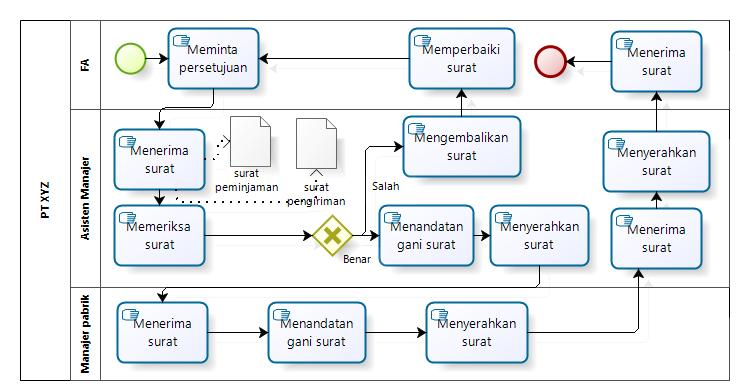 PT XYZ
FA
Meminta
persetujuan
Memperbaiki
surat
Menerima
surat
Asisten Manajer
Menerima
surat
surat
peminjaman
surat
pengiriman
Mengembalikan
surat
Menyerahkan
surat
Salah
Memeriksa
surat
Benar
Menandatan
gani surat
Menyerahkan
surat
Menerima
surat
Manajer pabrik
Menerima
surat
Menandatan
gani surat
Menyerahkan
surat